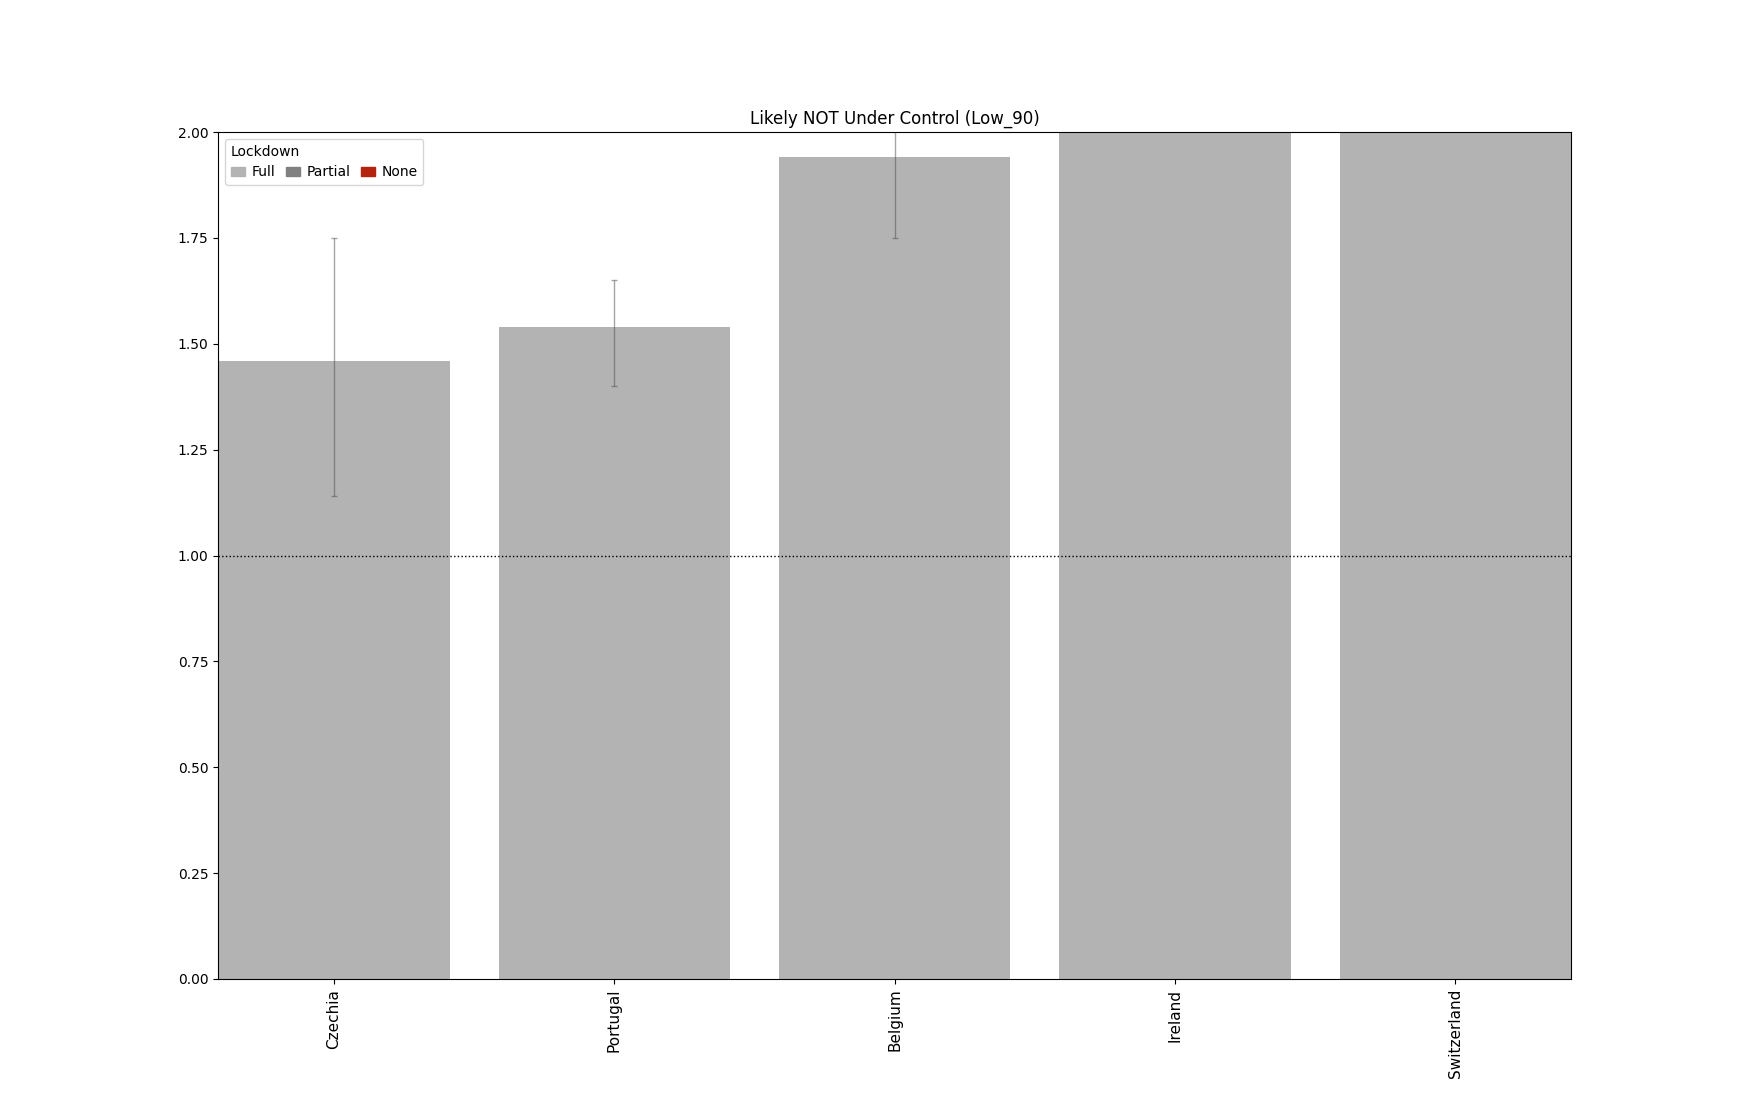 Likely NOT Under Control (Low_90)
2.00
Lockdown
Full Partial None
1.75
1.50
1.25
1.00
0.75
0.50
0.25
0.00
Czechia
Portugal
Belgium
Ireland
Switzerland